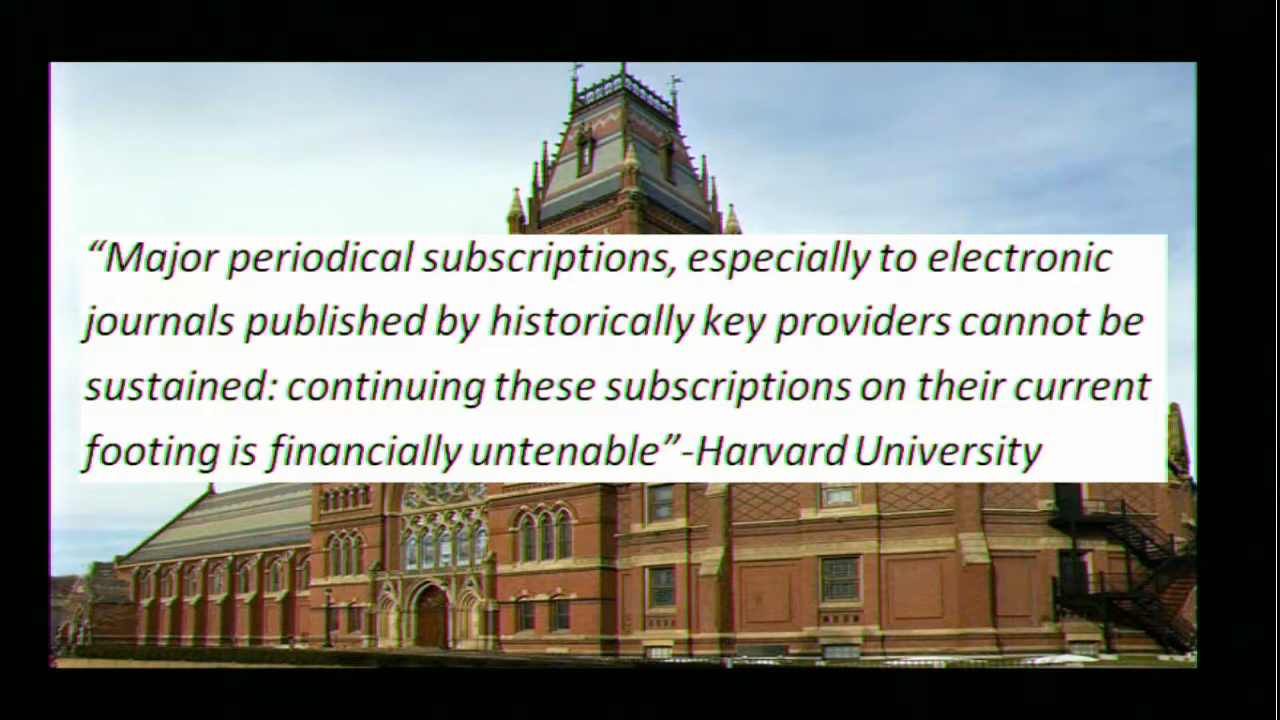 “Major periodical subscriptions, especially to electronic
journals published by historically key providers cannot be
sustained: continuing these subscriptions on their current
footing is financially untenable”-Harvard University